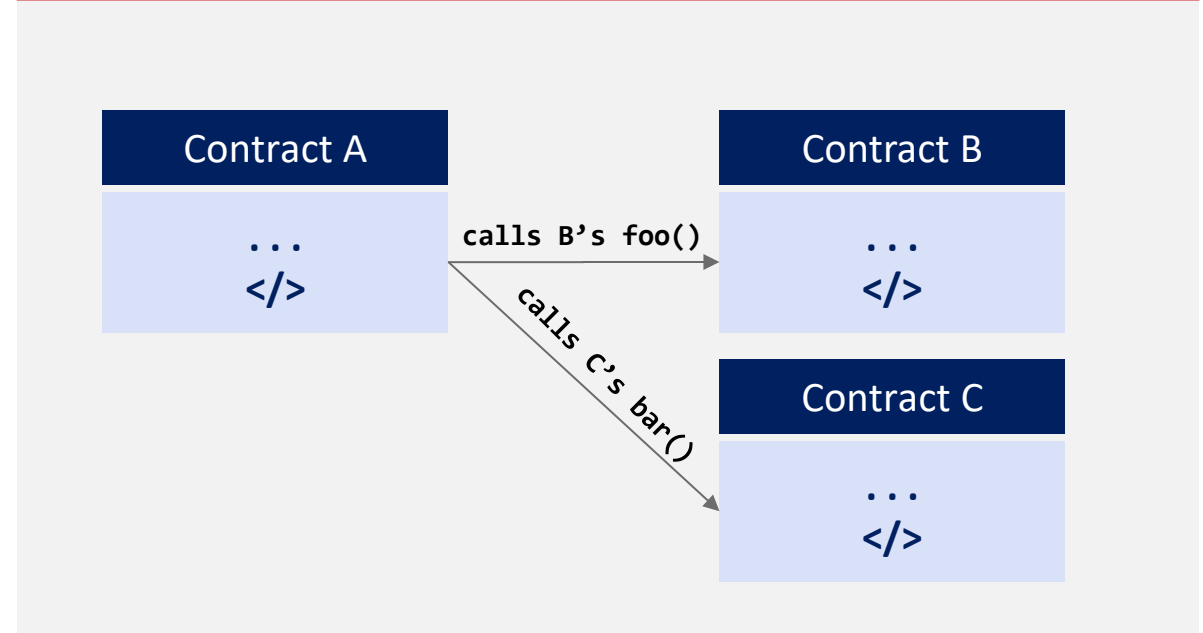 Contract A
...
</>
calls B’s foo()
calls C’s bar()
Contract B
...
</>
Contract C
...
</>